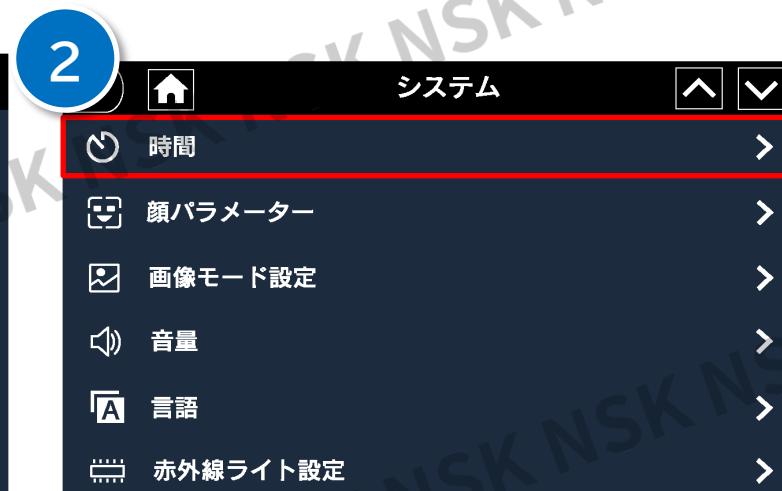 NSK NSK
2
システム
時間
顔パラメーター
画像モード設定
音量
A 言語
赤外線ライト設定
NSK NSK NSK